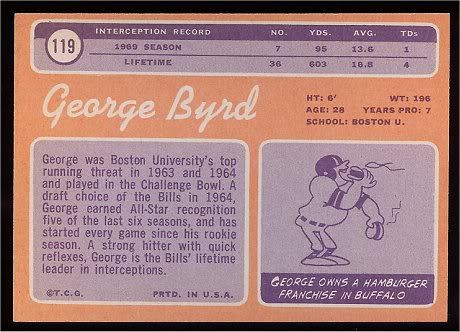 119
INTERCEPTION RECORD NO. YDS. AVG. TDs
1969 SEASON 7 95 13.6 1
LIFETIME 36 603 16.8 4
George Byrd
HT: 6' WT: 196
AGE: 28 YEARS PRO: 7
SCHOOL: BOSTON U.
George was Boston University's top
running threat in 1963 and 1964
and played in the Challenge Bowl. A
draft choice of the Bills in 1964,
George earned All-Star recognition
five of the last six seasons, and has
started every game since his rookie
season. A strong hitter with quick
reflexes, George is the Bills' lifetime
leader in interceptions.
©T.C.G. PRTD. IN U.S.A.
GEORGE OWNS A HAMBURGER
FRANCHISE IN BUFFALO